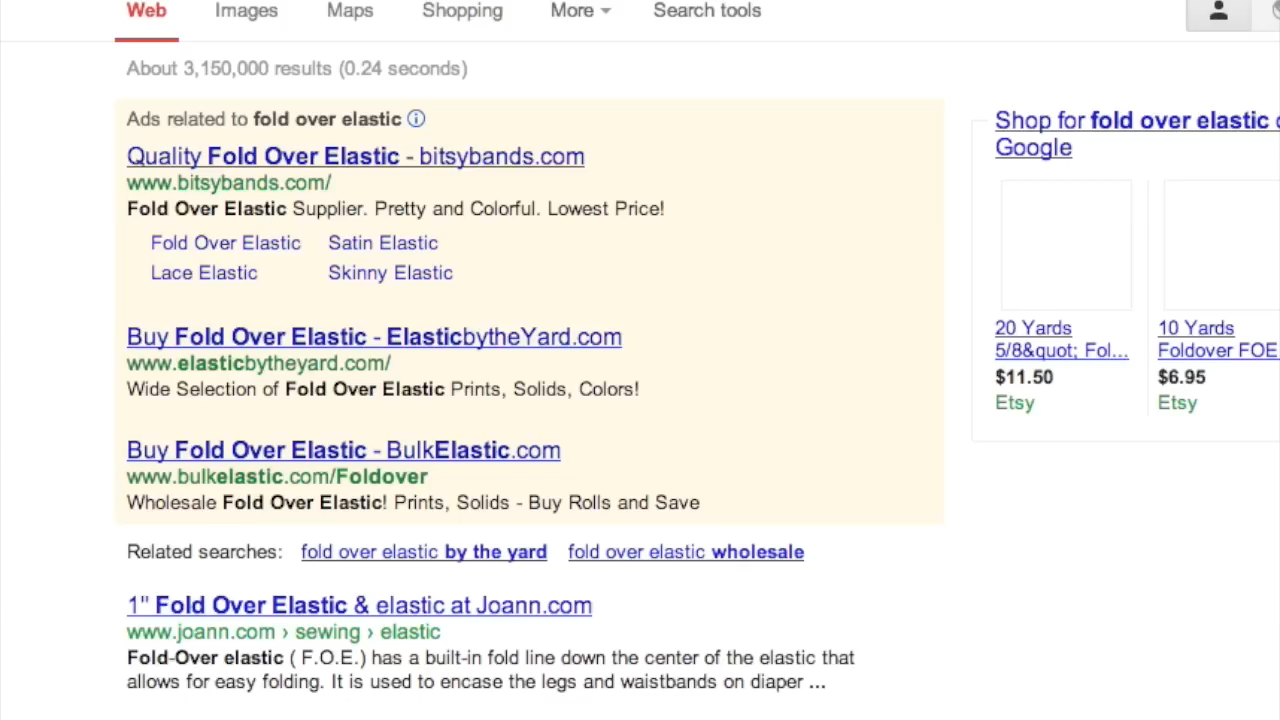 Web Images Maps Shopping More Search tools
About 3,150,000 results (0.24 seconds)
Ads related to fold over elastic
Quality Fold Over Elastic - bitsybands.com
www.bitsybands.com/
Fold Over Elastic Supplier. Pretty and Colorful. Lowest Price!
Fold Over Elastic Satin Elastic
Lace Elastic Skinny Elastic
Buy Fold Over Elastic - ElasticbytheYard.com
www.elasticbytheyard.com/
Wide Selection of Fold Over Elastic Prints, Solids, Colors!
Buy Fold Over Elastic - BulkElastic.com
www.bulkelastic.com/Foldover
Wholesale Fold Over Elastic! Prints, Solids - Buy Rolls and Save
Related searches: fold over elastic by the yard fold over elastic wholesale
1" Fold Over Elastic & elastic at Joann.com
www.joann.com › sewing › elastic
Fold-Over elastic ( F.O.E.) has a built-in fold line down the center of the elastic that
allows for easy folding. It is used to encase the legs and waistbands on diaper ...
Shop for fold over elastic
Google
20 Yards
5/8&quot; Fol...
$11.50
Etsy
10 Yards
Foldover FOE
$6.95
Etsy